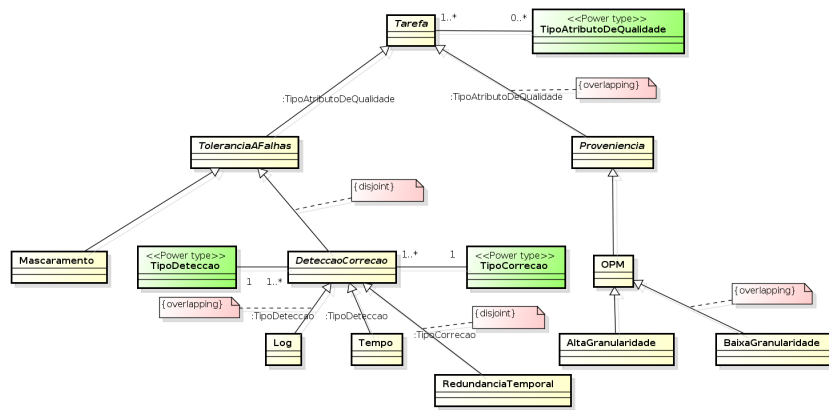 Tarefa
1..*
0..*
<<Power type>>
TipoAtributoDeQualidade
{overlapping}
:TipoAtributoDeQualidade
:TipoAtributoDeQualidade
ToleranciaAFalhas
Proveniencia
{disjoint}
Mascaramento
<<Power type>>
TipoDeteccao
1
1..*
DeteccaoCorrecao
1..*
1
<<Power type>>
TipoCorrecao
OPM
{overlapping}
{overlapping}
:TipoDeteccao
:TipoDeteccao
{disjoint}
:TipoCorrecao
Log
Tempo
AltaGranularidade
BaixaGranularidade
RedundanciaTemporal